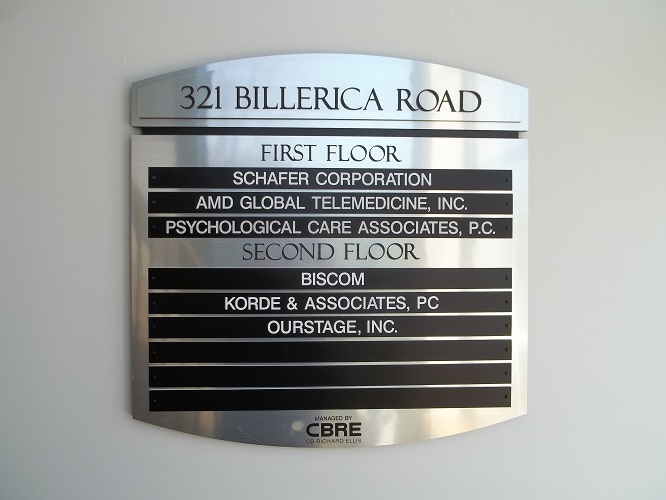 321 BILLERICA ROAD
FIRST FLOOR
SCHAFER CORPORATION
AMD GLOBAL TELEMEDICINE, INC.
PSYCHOLOGICAL CARE ASSOCIATES, P.C.
SECOND FLOOR
BISCOM
KORDE & ASSOCIATES, PC
OURSTAGE, INC.
MANAGED BY
CBRE
CB RICHARD ELLIS